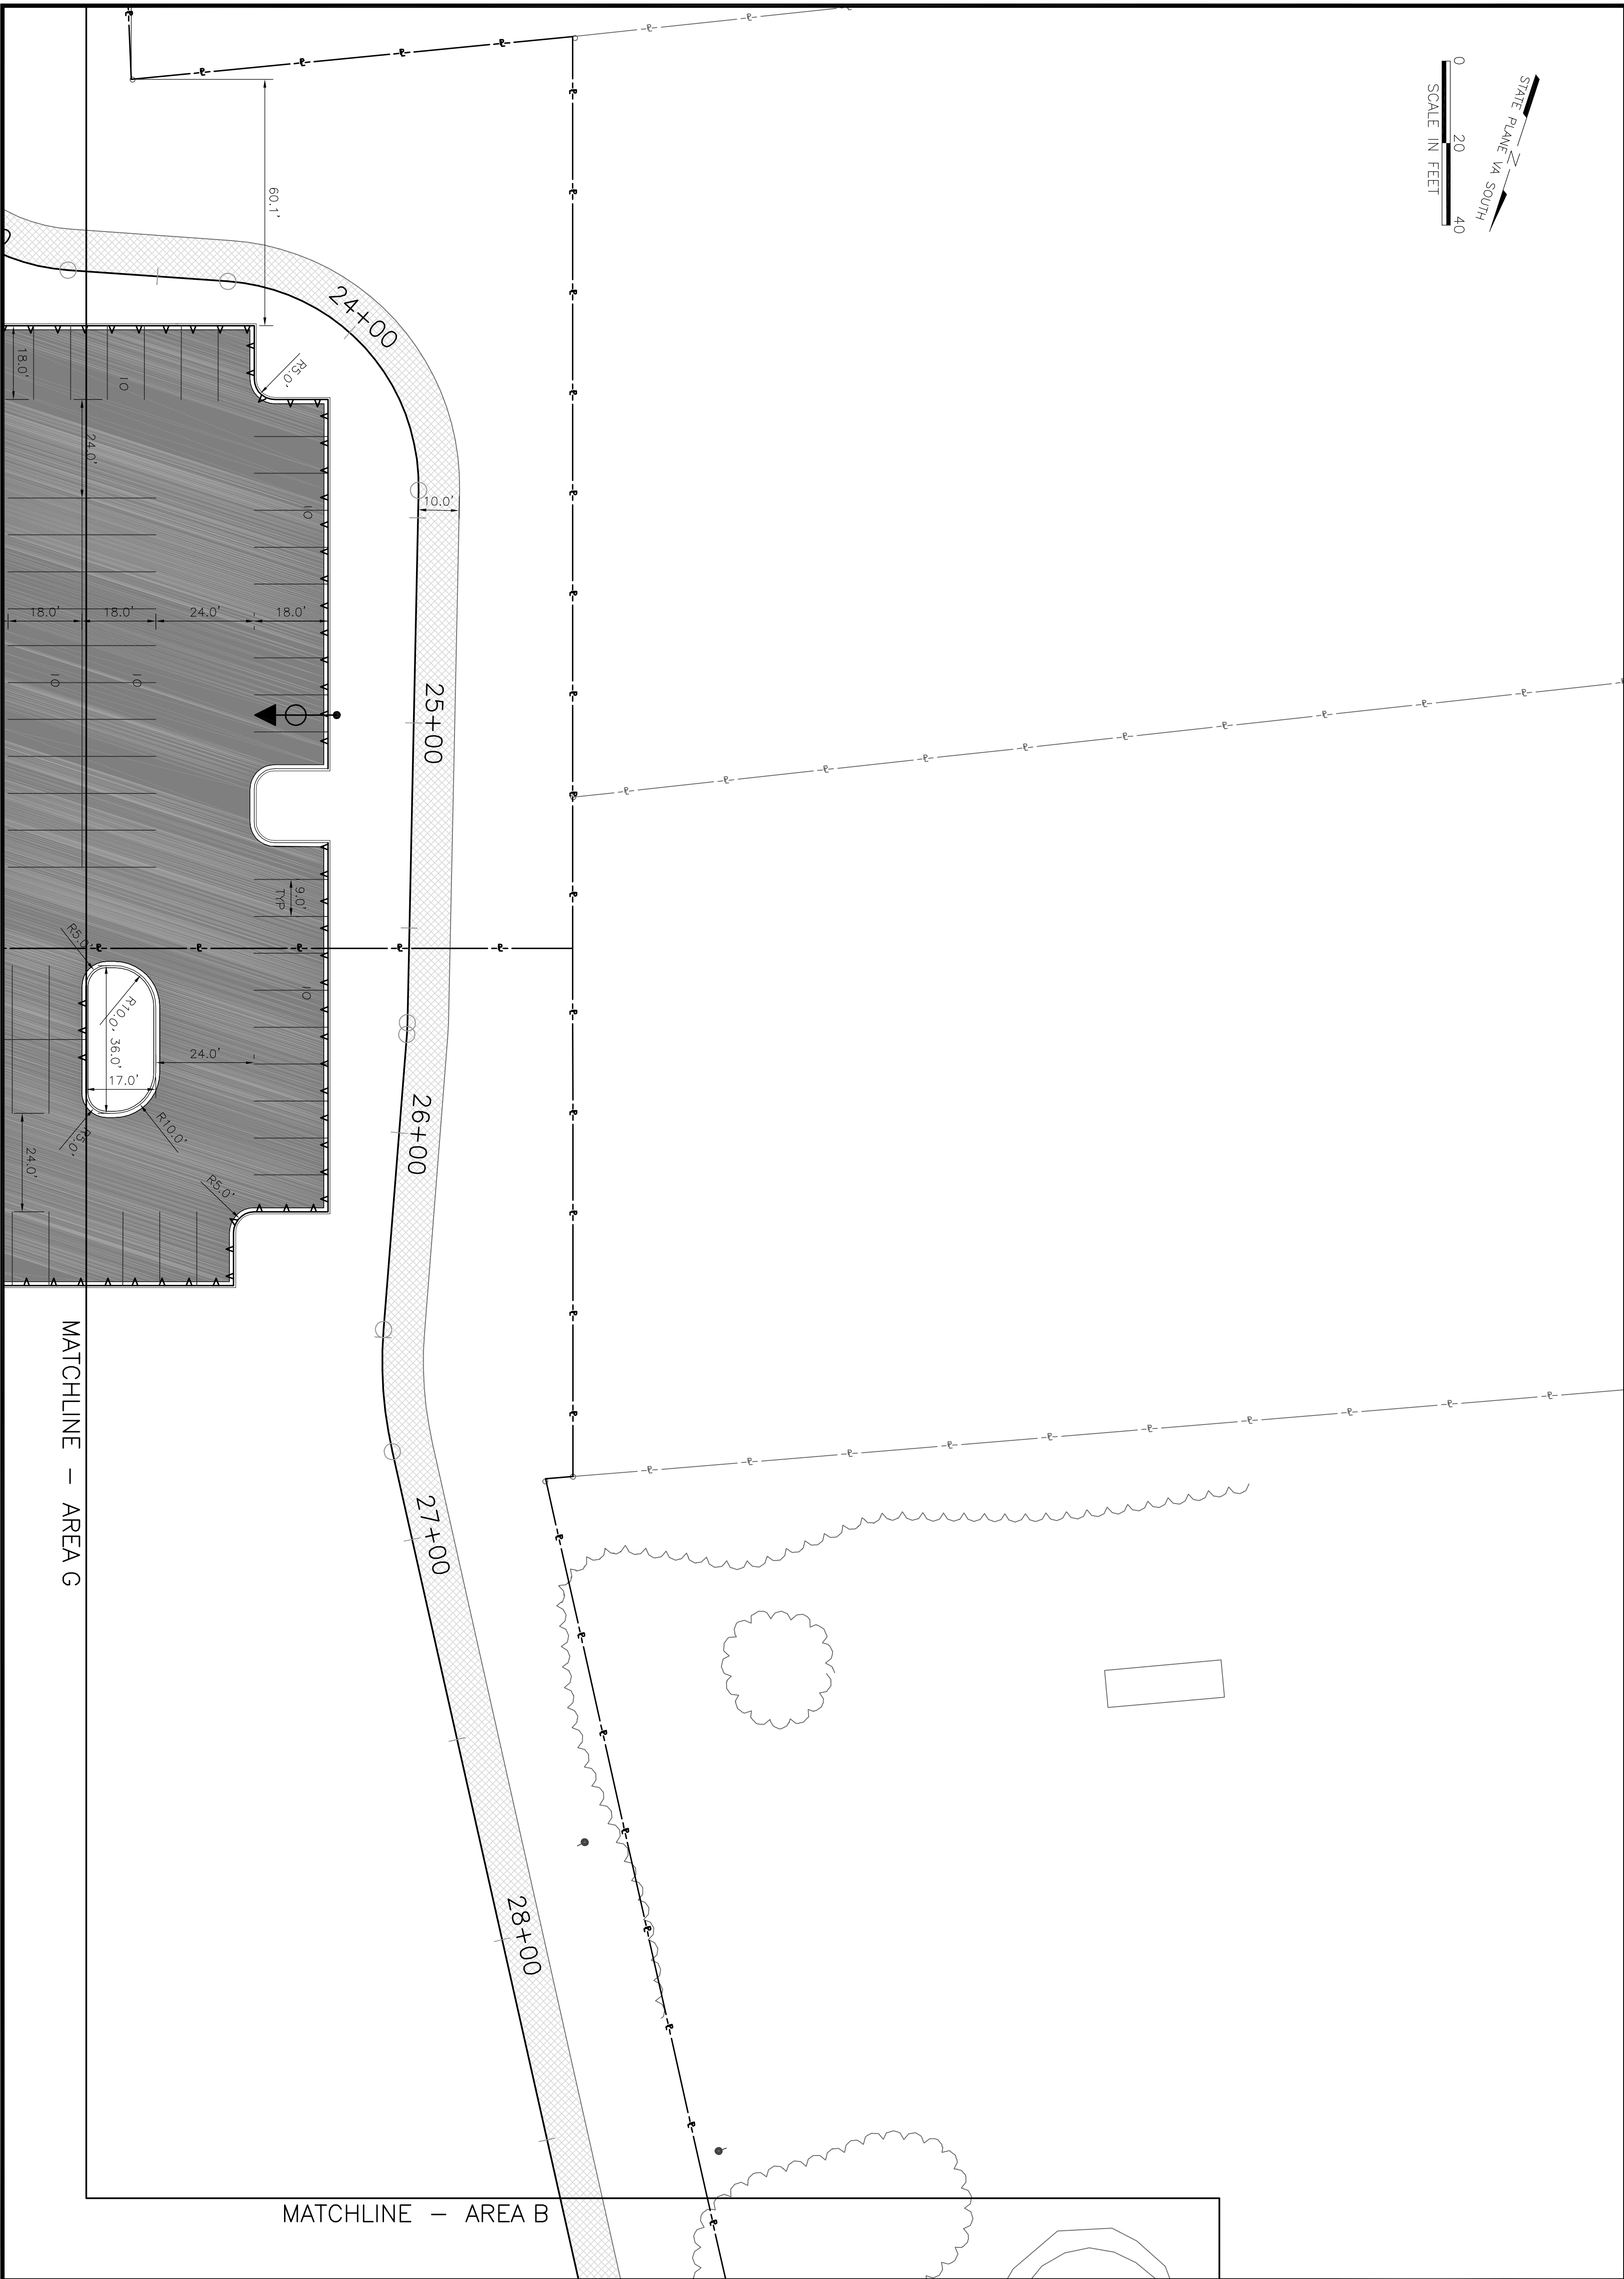 STATE PLANE VA SOUTH
N
0 20 40
SCALE IN FEET
60.1'
24+00
R5.0'
18.0'
10
24.0'
10
10.0'
18.0' 18.0' 24.0' 18.0'
10 10
25+00
9.0'
TYP
R5.0'
10
R10.0'
36.0'
24.0'
17.0'
R10.0'
R5.0'
24.0'
R5.0'
26+00
27+00
28+00
MATCHLINE - AREA G
MATCHLINE - AREA B